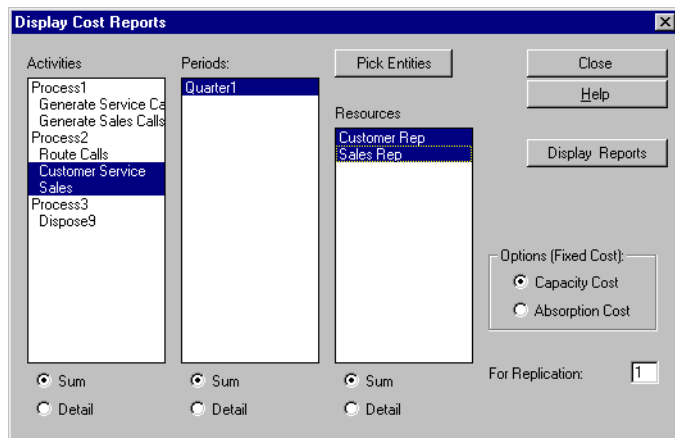 Display Cost Reports
Activities
Process1
Generate Service Ca
Generate Sales Calls
Process2
Route Calls
Customer Service
Sales
Process3
Dispose9
Sum
Detail
Periods:
Quarter1
Sum
Detail
Pick Entities
Resources
Customer Rep
Sales Rep
Sum
Detail
Close
Help
Display Reports
Options (Fixed Cost):
Capacity Cost
Absorption Cost
For Replication: 1